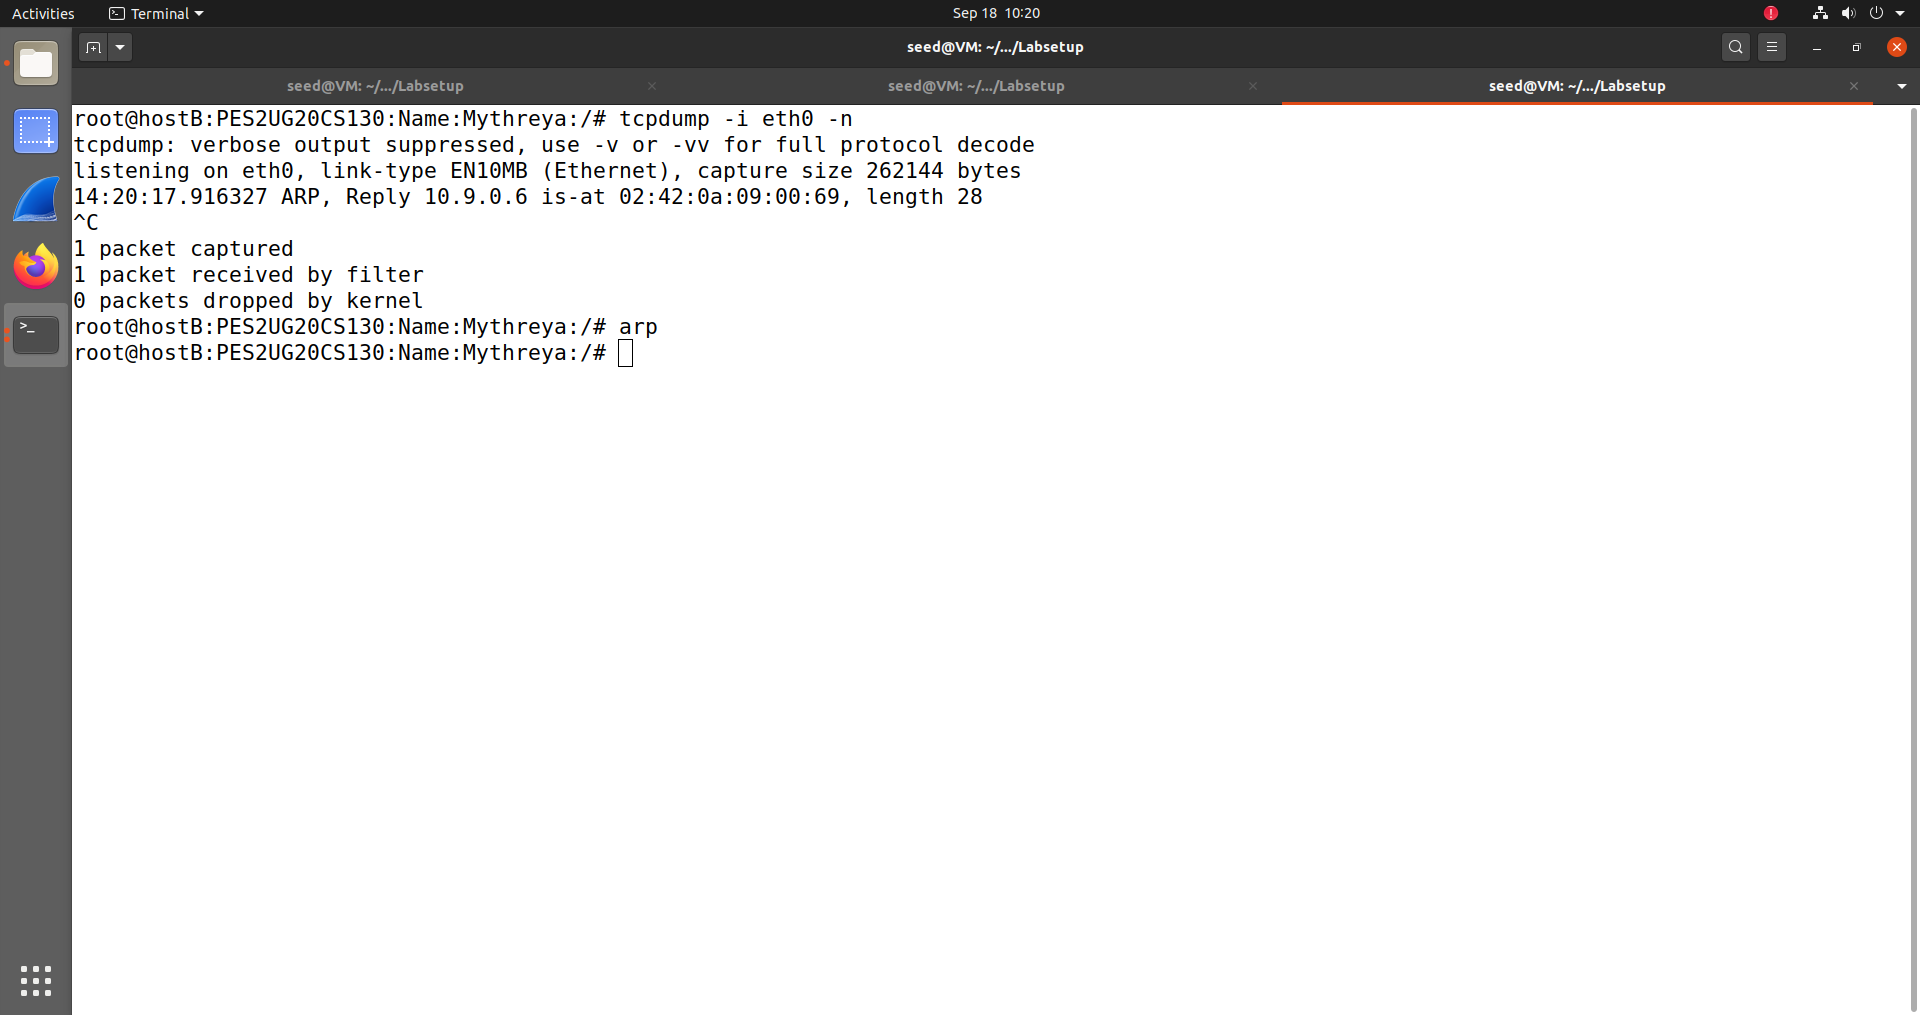 Activities
Terminal
Sep 18 10:20
seed@VM: ~/.../Labsetup
seed@VM: ~/.../Labsetup
seed@VM: ~/.../Labsetup
seed@VM: ~/.../Labsetup
root@hostB:PES2UG20CS130:Name:Mythreya:/# tcpdump -i eth0 -n
tcpdump: verbose output suppressed, use -v or -vv for full protocol decode
listening on eth0, link-type EN10MB (Ethernet), capture size 262144 bytes
14:20:17.916327 ARP, Reply 10.9.0.6 is-at 02:42:0a:09:00:69, length 28
^C
1 packet captured
1 packet received by filter
0 packets dropped by kernel
root@hostB:PES2UG20CS130:Name:Mythreya:/# arp
root@hostB:PES2UG20CS130:Name:Mythreya:/#